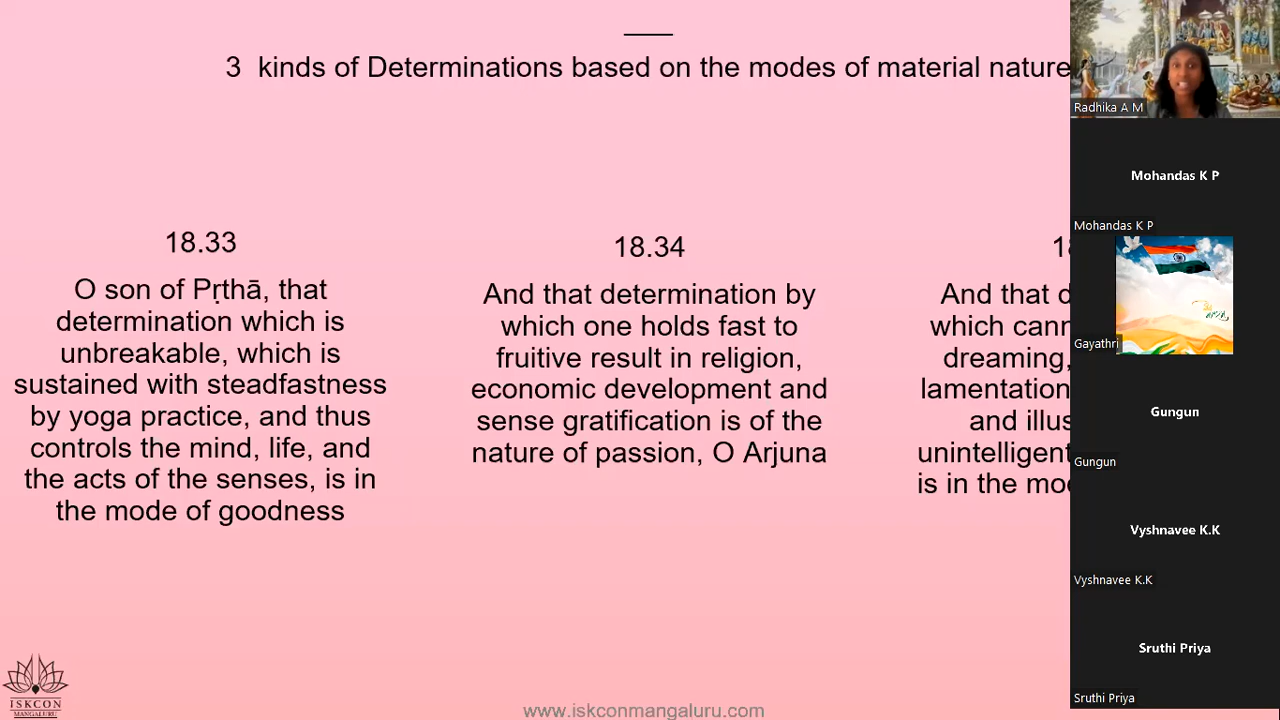 3 kinds of Determinations based on the modes of material nature
18.33
O son of Pṛthā, that
determination which is
unbreakable, which is
sustained with steadfastness
by yoga practice, and thus
controls the mind, life, and
the acts of the senses, is in
the mode of goodness
18.34
And that determination by
which one holds fast to
fruitive result in religion,
economic development and
sense gratification is of the
nature of passion, O Arjuna
And that
which
dreaming,
lamentation
and
unintelligent
is in the
Radhika A M
Mohandas K P
Mohandas K P
Gayathri
Gungun
Gungun
Vyshnavee K.K
Vyshnavee K.K
Sruthi Priya
Sruthi Priya
ISKCON
MANGALURU
www.iskconmangaluru.com